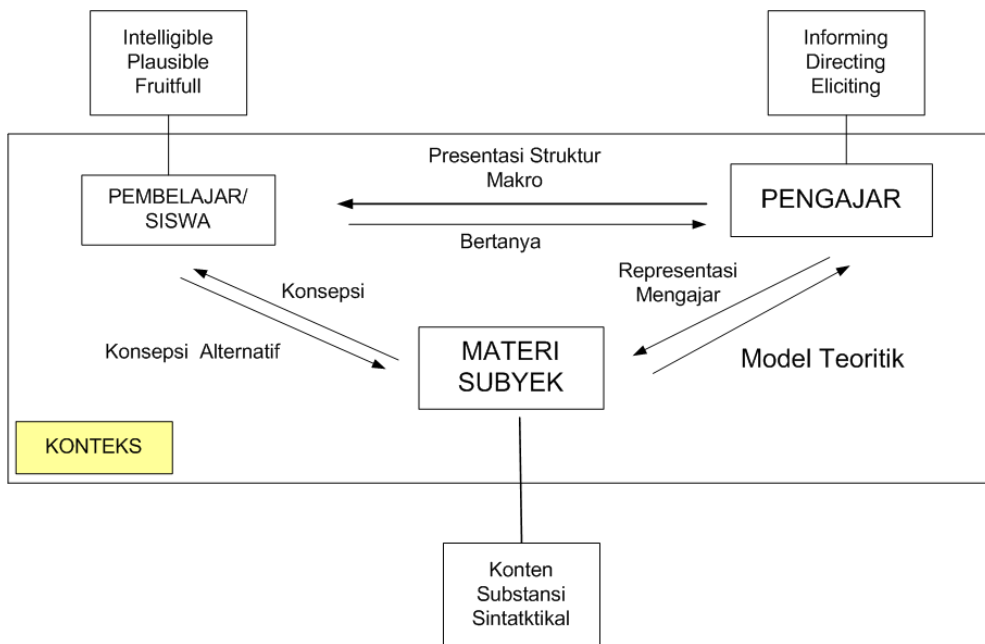 Intelligible
Plausible
Fruitfull
Informing
Directing
Eliciting
Presentasi Struktur
Makro
PEMBELAJAR/
SISWA
PENGAJAR
Bertanya
Representasi
Mengajar
Konsepsi
Konsepsi Alternatif
MATERI
SUBYEK
Model Teoritik
KONTEKS
Konten
Substansi
Sintatktikal